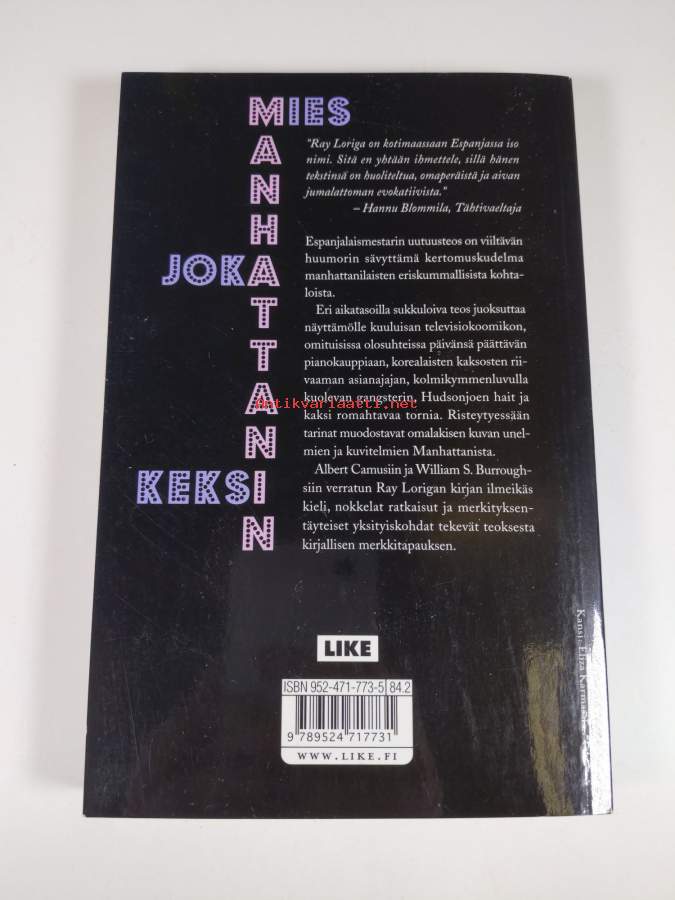 MIES
MANHATTANIN
JOKA
KEKSI
"Ray Loriga on kotimaassaan Espanjassa iso
nimi. Sitä en yhtään ihmettele, sillä hänen
tekstinsä on huoliteltua, omaperäistä ja aivan
jumalattoman evokatiivista."
– Hannu Blommila, Tähtivaeltaja
Espanjalaismestarin uutuusteos on viiltävän
huumorin sävyttämä kertomuskudelma
manhattanilaisten eriskummallisista kohta-
loista.
Eri aikatasoilla sukkuloiva teos juoksuttaa
näyttämölle kuuluisan televisiokoomikon,
omituisissa olosuhteissa päivänsä päättävän
pianokauppiaan, korealaisten kaksosten rii-
vaaman asianajajan, kolmikymmenluvulla
kuolevan gangsterin, Hudsonjoen hait ja
kaksi romahtavaa tornia. Risteytyessään
tarinat muodostavat omalakisen kuvan unel-
mien ja kuvitelmien Manhattanista.
Albert Camusiin ja William S. Burrough-
siin verratun Ray Lorigan kirjan ilmeikäs
kieli, nokkelat ratkaisut ja merkityksen-
täyteiset yksityiskohdat tekevät teoksesta
kirjallisen merkkitapauksen.
Antikvariaatti.net
Kansi: Eliza
LIKE
ISBN 952-471-773-5 84.2
9 789524 717731
WWW.LIKE.FI